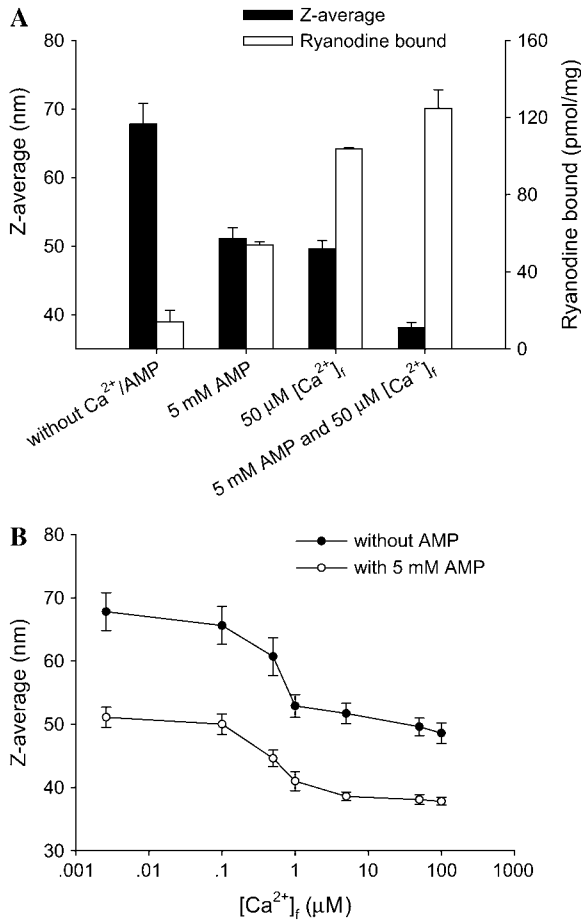 A
Z-average
Ryanodine bound
80
70
60
50
40
Z-average (nm)
160
120
80
40
0
Ryanodine bound (pmol/mg)
without Ca²⁺/AMP
5 mM AMP
50 μM [Ca²⁺]f
5 mM AMP and 50 μM [Ca²⁺]f
B
without AMP
with 5 mM AMP
80
70
60
50
40
30
Z-average (nm)
.001 .01 .1 1 10 100 1000
[Ca²⁺]f (μM)